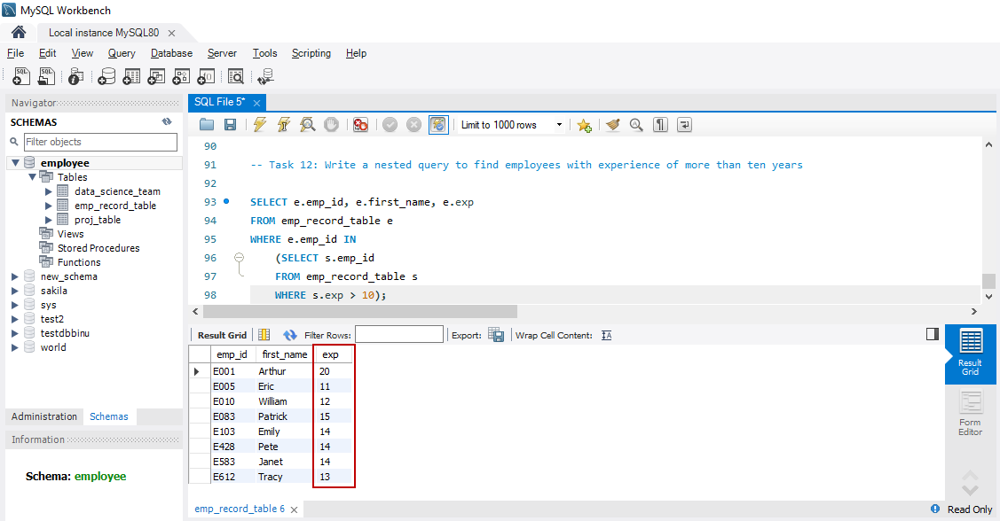 MySQL Workbench
Local instance MySQL80
File Edit View Query Database Server Tools Scripting Help
Navigator
SCHEMAS
Filter objects
employee
Tables
data_science_team
emp_record_table
proj_table
Views
Stored Procedures
Functions
new_schema
sakila
sys
test2
testdbbinu
world
Administration Schemas
Information
Schema: employee
SQL File 5*
Limit to 1000 rows
90
91 -- Task 12: Write a nested query to find employees with experience of more than ten years
92
93 SELECT e.emp_id, e.first_name, e.exp
94 FROM emp_record_table e
95 WHERE e.emp_id IN
96 (SELECT s.emp_id
97 FROM emp_record_table s
98 WHERE s.exp > 10);
Result Grid Filter Rows: Export: Wrap Cell Content:
emp_id first_name exp
E001 Arthur 20
E005 Eric 11
E010 William 12
E083 Patrick 15
E103 Emily 14
E428 Pete 14
E583 Janet 14
E612 Tracy 13
Result
Grid
Form
Editor
emp_record_table 6
Read Only